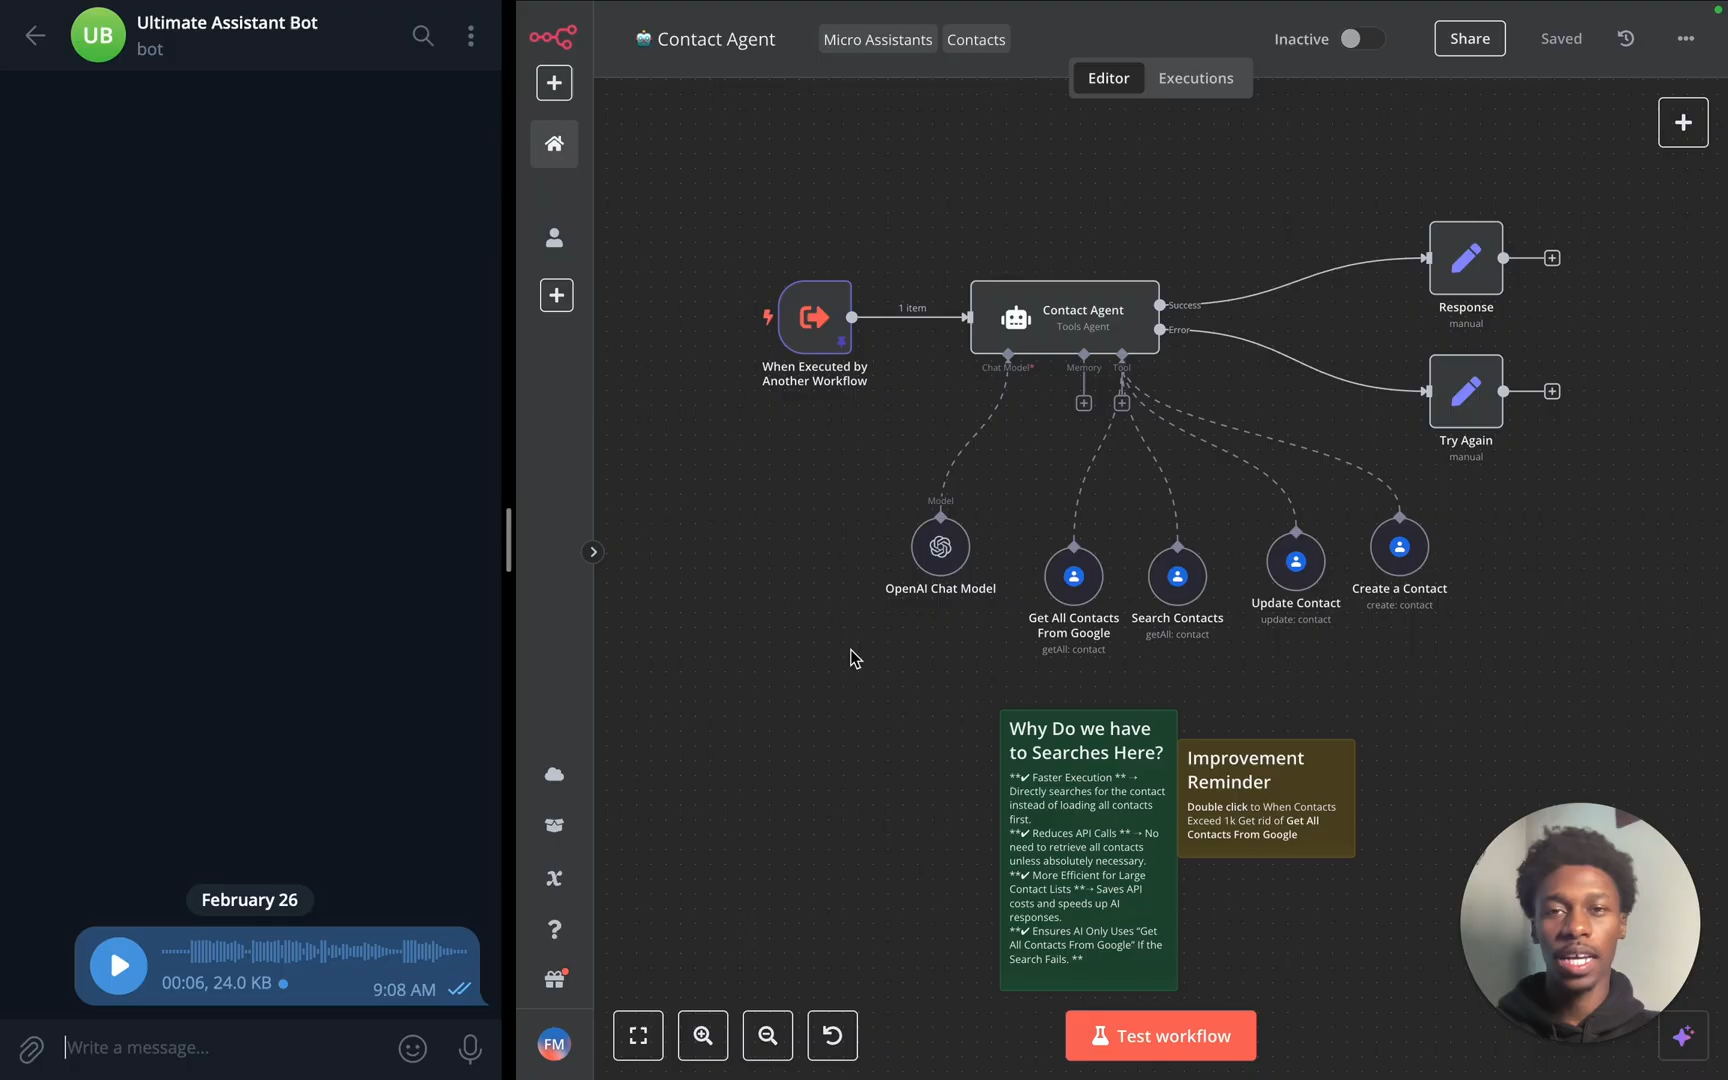 UB
Ultimate Assistant Bot
bot
February 26
00:06, 24.0 KB
9:08 AM
Write a message...
FM
Contact Agent
Micro Assistants
Contacts
Inactive
Share
Saved
Editor
Executions
When Executed by
Another Workflow
1 item
Contact Agent
Tools Agent
Success
Error
Chat Model*
Memory
Tool
Response
manual
Try Again
manual
Model
OpenAI Chat Model
Get All Contacts
From Google
getAll: contact
Search Contacts
getAll: contact
Update Contact
update: contact
Create a Contact
create: contact
Why Do we have
to Searches Here?
**✔ Faster Execution ** →
Directly searches for the contact
instead of loading all contacts
first.
**✔ Reduces API Calls ** → No
need to retrieve all contacts
unless absolutely necessary.
**✔ More Efficient for Large
Contact Lists **→ Saves API
costs and speeds up AI
responses.
**✔ Ensures AI Only Uses “Get
All Contacts From Google” If the
Search Fails. **
Improvement
Reminder
Double click to When Contacts
Exceed 1k Get rid of Get All
Contacts From Google
Test workflow